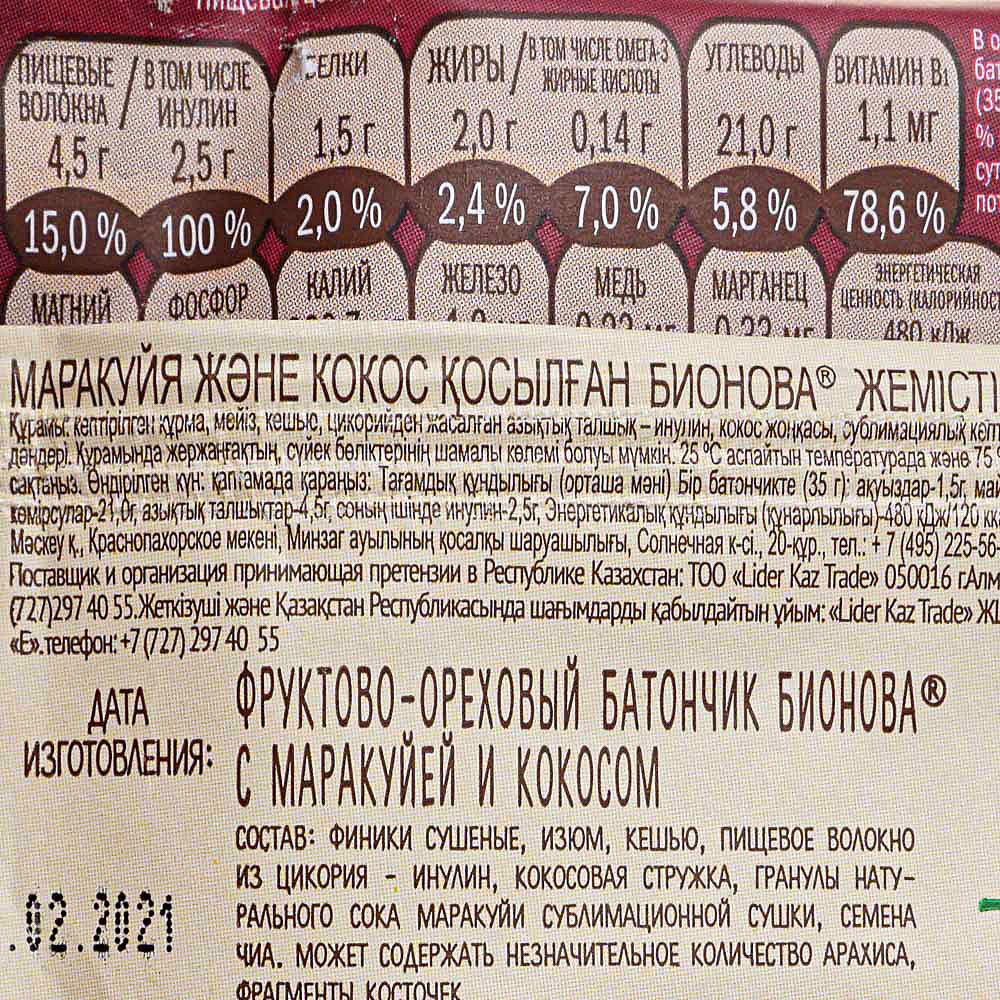 ПИЩЕВЫЕ / В ТОМ ЧИСЛЕ
ВОЛОКНА ИНУЛИН
4,5 г 2,5 г
15,0 % 100 %
БЕЛКИ
1,5 г
2,0 %
ЖИРЫ / В ТОМ ЧИСЛЕ ОМЕГА-3
ЖИРНЫЕ КИСЛОТЫ
2,0 г 0,14 г
2,4 % 7,0 %
УГЛЕВОДЫ
21,0 г
5,8 %
ВИТАМИН В₁
1,1 мг
78,6 %
(35
%
МАГНИЙ
ФОСФОР
КАЛИЙ
ЖЕЛЕЗО
МЕДЬ
0,22 мг
МАРГАНЕЦ
0,22 мг
ЭНЕРГЕТИЧЕСКАЯ
ЦЕННОСТЬ (КАЛОРИЙНОС
480 кДж
МАРАКУЙЯ ЖӘНЕ КОКОС ҚОСЫЛҒАН БИОНОВА® ЖЕМІСТІ
Құрамы: кептірілген құрма, мейіз, кешью, цикорийден жасалған азықтық талшық – инулин, кокос жоңкасы, сублимациялық кепт
дәндері. Құрамында жержаңғақтың, сүйек бөліктерінің шамалы көлемі болуы мүмкін. 25 °С аспайтын температурада және 75
сақтаңыз. Өндірілген күн: қаптамада қараңыз: Тағамдық құндылығы (орташа мәні) Бір батончикте (35 г): ақуыздар-1,5г, май
көмірсулар-21,0г, азықтық талшықтар-4,5г, соның ішінде инулин-2,5г, Энергетикалық құндылығы (құнарлылығы)-480 кДж/120 кк
Мәскеу қ., Краснопахорское мекені, Минзаг ауылының қосалқы шаруашылығы, Солнечная к-сі., 20-құр., тел.: + 7 (495) 225-56-
Поставщик и организация принимающая претензии в Республике Казахстан: ТОО «Lider Kaz Trade» 050016 г.Алм
(727)297 40 55.Жеткізуші және Қазақстан Республикасында шағымдарды қабылдайтын ұйым: «Lider Kaz Trade» Ж
«Е».телефон: +7 (727) 297 40 55
ДАТА
ИЗГОТОВЛЕНИЯ:
.02.2021
ФРУКТОВО-ОРЕХОВЫЙ БАТОНЧИК БИОНОВА®
С МАРАКУЙЕЙ И КОКОСОМ
СОСТАВ: ФИНИКИ СУШЕНЫЕ, ИЗЮМ, КЕШЬЮ, ПИЩЕВОЕ ВОЛОКНО
ИЗ ЦИКОРИЯ - ИНУЛИН, КОКОСОВАЯ СТРУЖКА, ГРАНУЛЫ НАТУ-
РАЛЬНОГО СОКА МАРАКУЙИ СУБЛИМАЦИОННОЙ СУШКИ, СЕМЕНА
ЧИА. МОЖЕТ СОДЕРЖАТЬ НЕЗНАЧИТЕЛЬНОЕ КОЛИЧЕСТВО АРАХИСА,
ФРАГМЕНТЫ КОСТОЧЕК